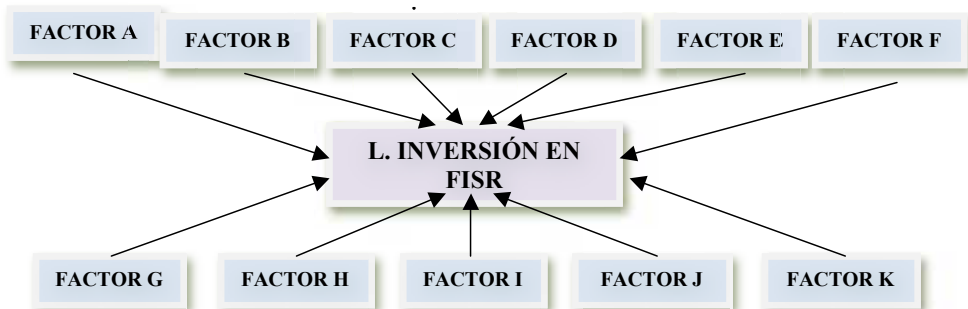 FACTOR A
FACTOR B
FACTOR C
FACTOR D
FACTOR E
FACTOR F
L. INVERSIÓN EN
FISR
FACTOR G
FACTOR H
FACTOR I
FACTOR J
FACTOR K